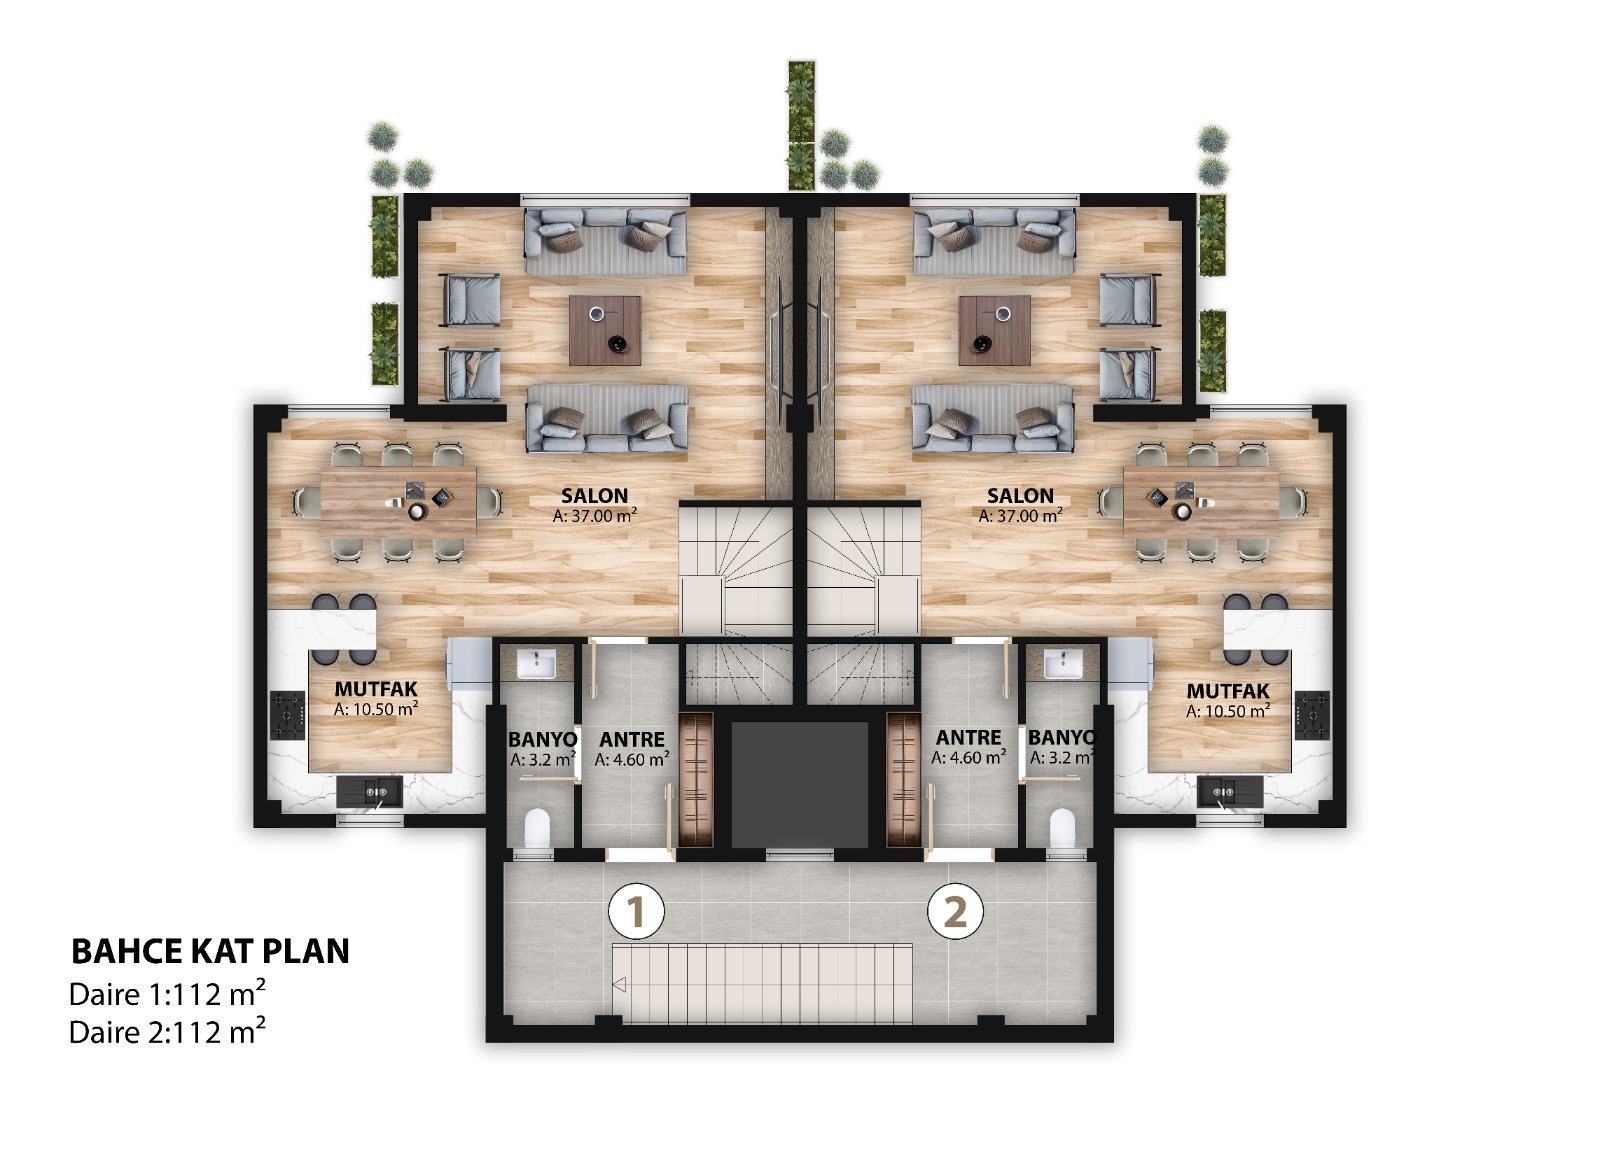 SALON
A: 37.00 m²
SALON
A: 37.00 m²
MUTFAK
A: 10.50 m²
MUTFAK
A: 10.50 m²
BANYO
A: 3.2 m²
ANTRE
A: 4.60 m²
ANTRE
A: 4.60 m²
BANYO
A: 3.2 m²
1
2
BAHCE KAT PLAN
Daire 1:112 m²
Daire 2:112 m²